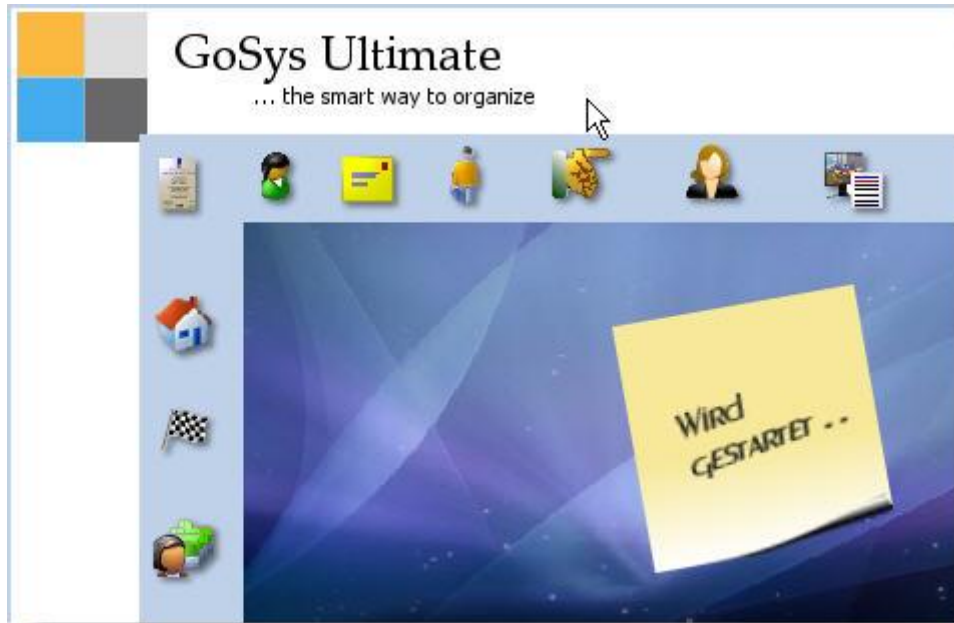 GoSys Ultimate
... the smart way to organize
Wird
GESTARTET . .